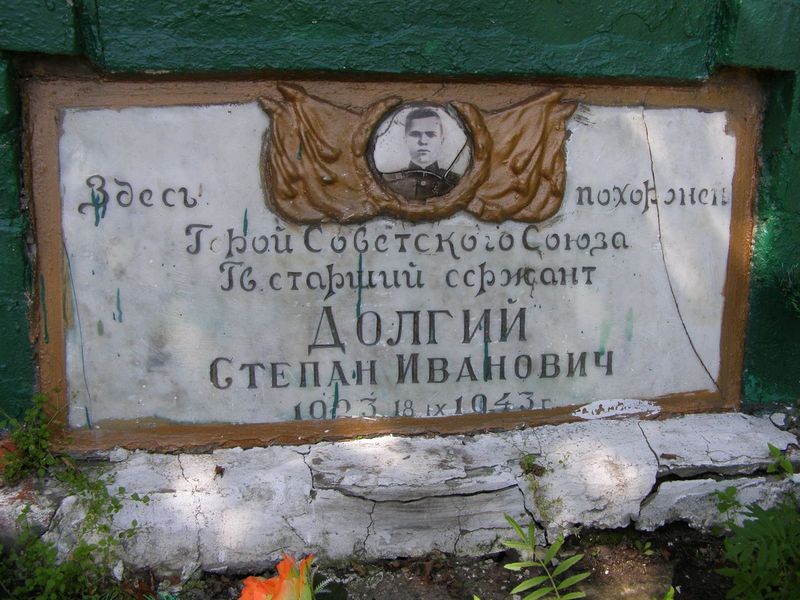 Здесь похоронен
Герой Советского Союза
Гв. старший сержант
Долгий
Степан Иванович
1923 18 IX 1943 г.